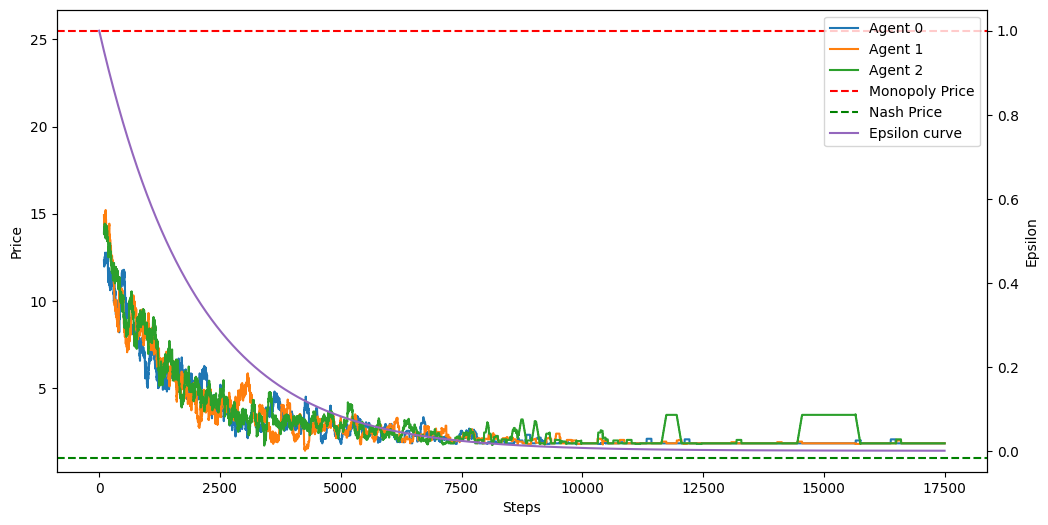 25
20
15
10
5
Price
0
2500
5000
7500
10000
12500
15000
17500
Steps
1.0
0.8
0.6
0.4
0.2
0.0
Epsilon
Agent 0
Agent 1
Agent 2
Monopoly Price
Nash Price
Epsilon curve